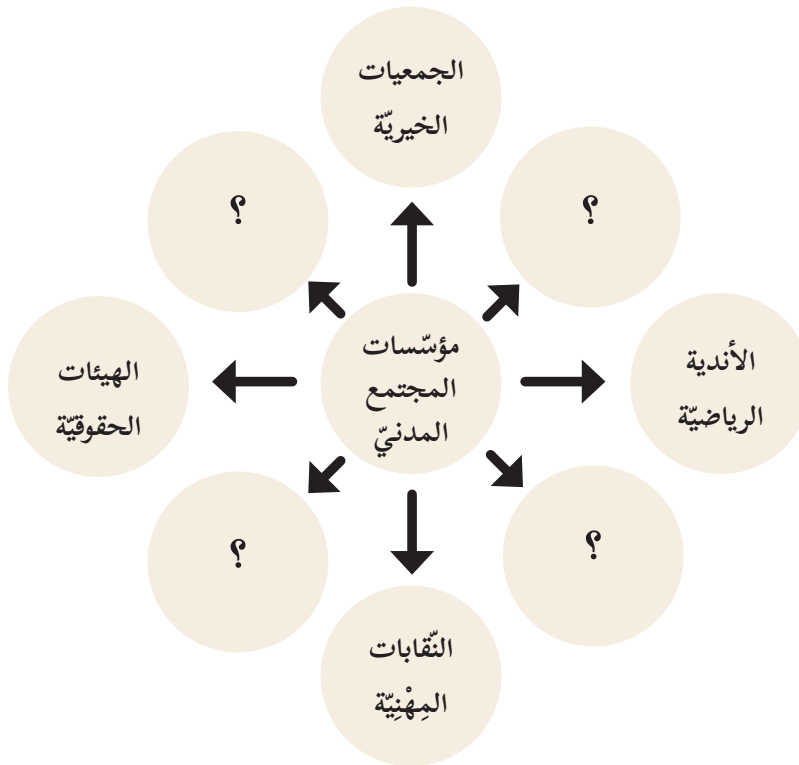 الجمعيات
الخيريّة
؟
؟
مؤسّسات
المجتمع
المدنيّ
الأندية
الرياضيّة
الهيئات
الحقوقيّة
؟
؟
النّقابات
المِهْنِيّة